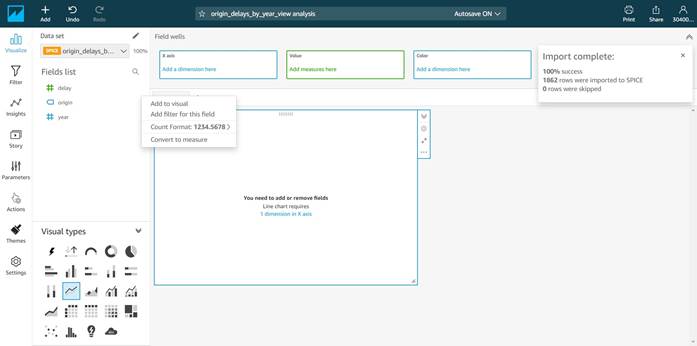 Add
Undo
Redo
origin_delays_by_year_view analysis
Autosave ON
Print
Share
30400...
Visualize
Filter
Insights
Story
Parameters
Actions
Themes
Settings
Data set
SPICE origin_delays_b... 100%
Fields list
delay
origin
year
Add to visual
Add filter for this field
Count Format: 1234.5678
Convert to measure
Field wells
X axis
Add a dimension here
Value
Add measures here
Color
Add a dimension here
Import complete:
100% success
1862 rows were imported to SPICE
0 rows were skipped
You need to add or remove fields
Line chart requires
1 dimension in X axis
Visual types